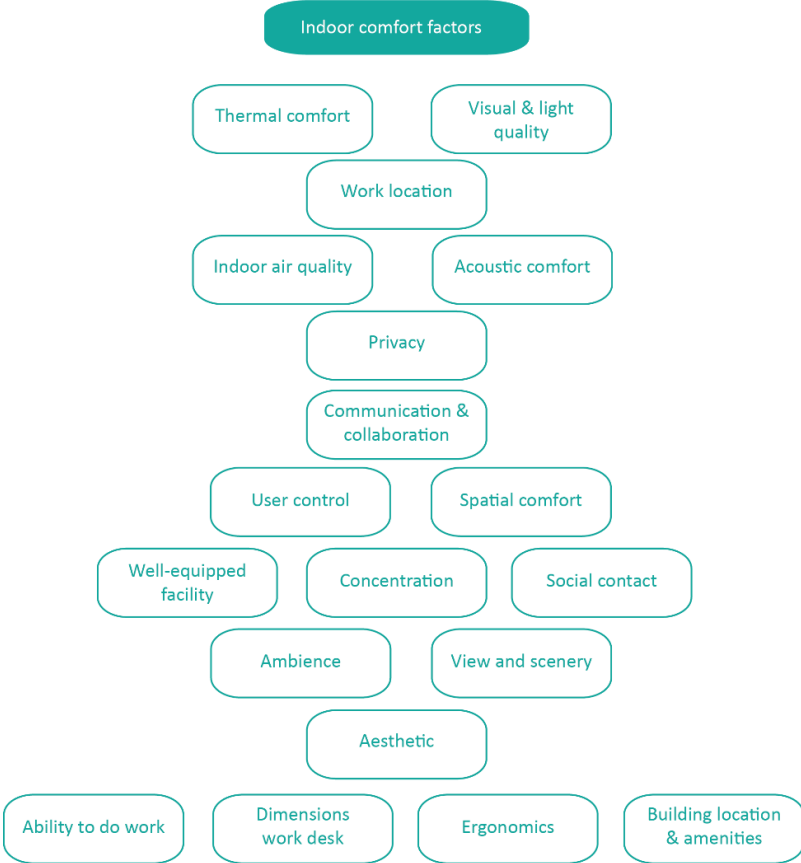 Indoor comfort factors
Thermal comfort
Visual & light
quality
Work location
Indoor air quality
Acoustic comfort
Privacy
Communication &
collaboration
User control
Spatial comfort
Well-equipped
facility
Concentration
Social contact
Ambience
View and scenery
Aesthetic
Ability to do work
Dimensions
work desk
Ergonomics
Building location
& amenities